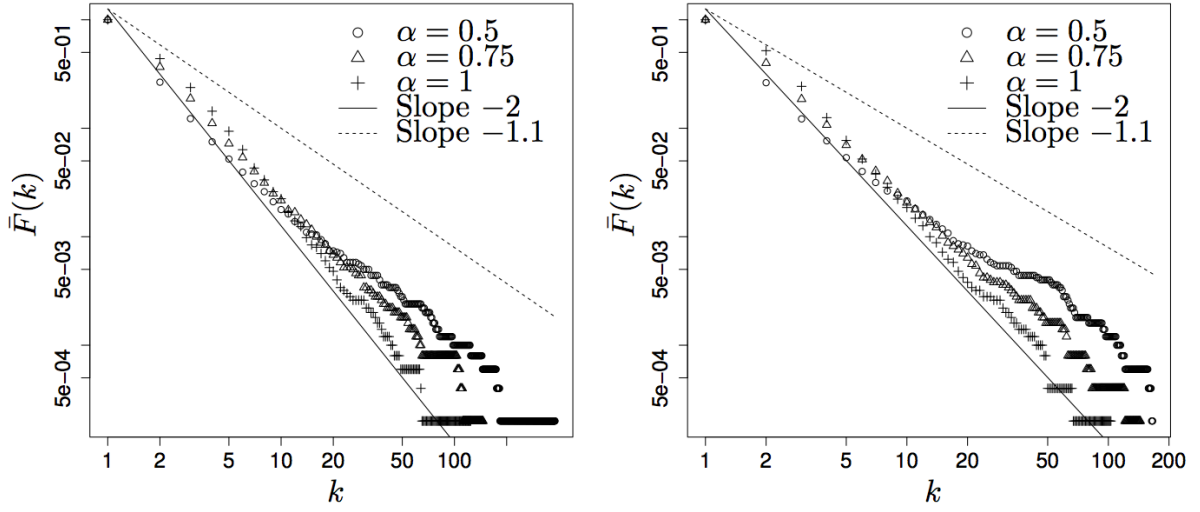 α = 0.5
α = 0.75
α = 1
Slope −2
Slope −1.1
5e−01
5e−02
5e−03
5e−04
F̄(k)
1 2 5 10 20 50 100
k
α = 0.5
α = 0.75
α = 1
Slope −2
Slope −1.1
5e−01
5e−02
5e−03
5e−04
F̄(k)
1 2 5 10 20 50 100 200
k